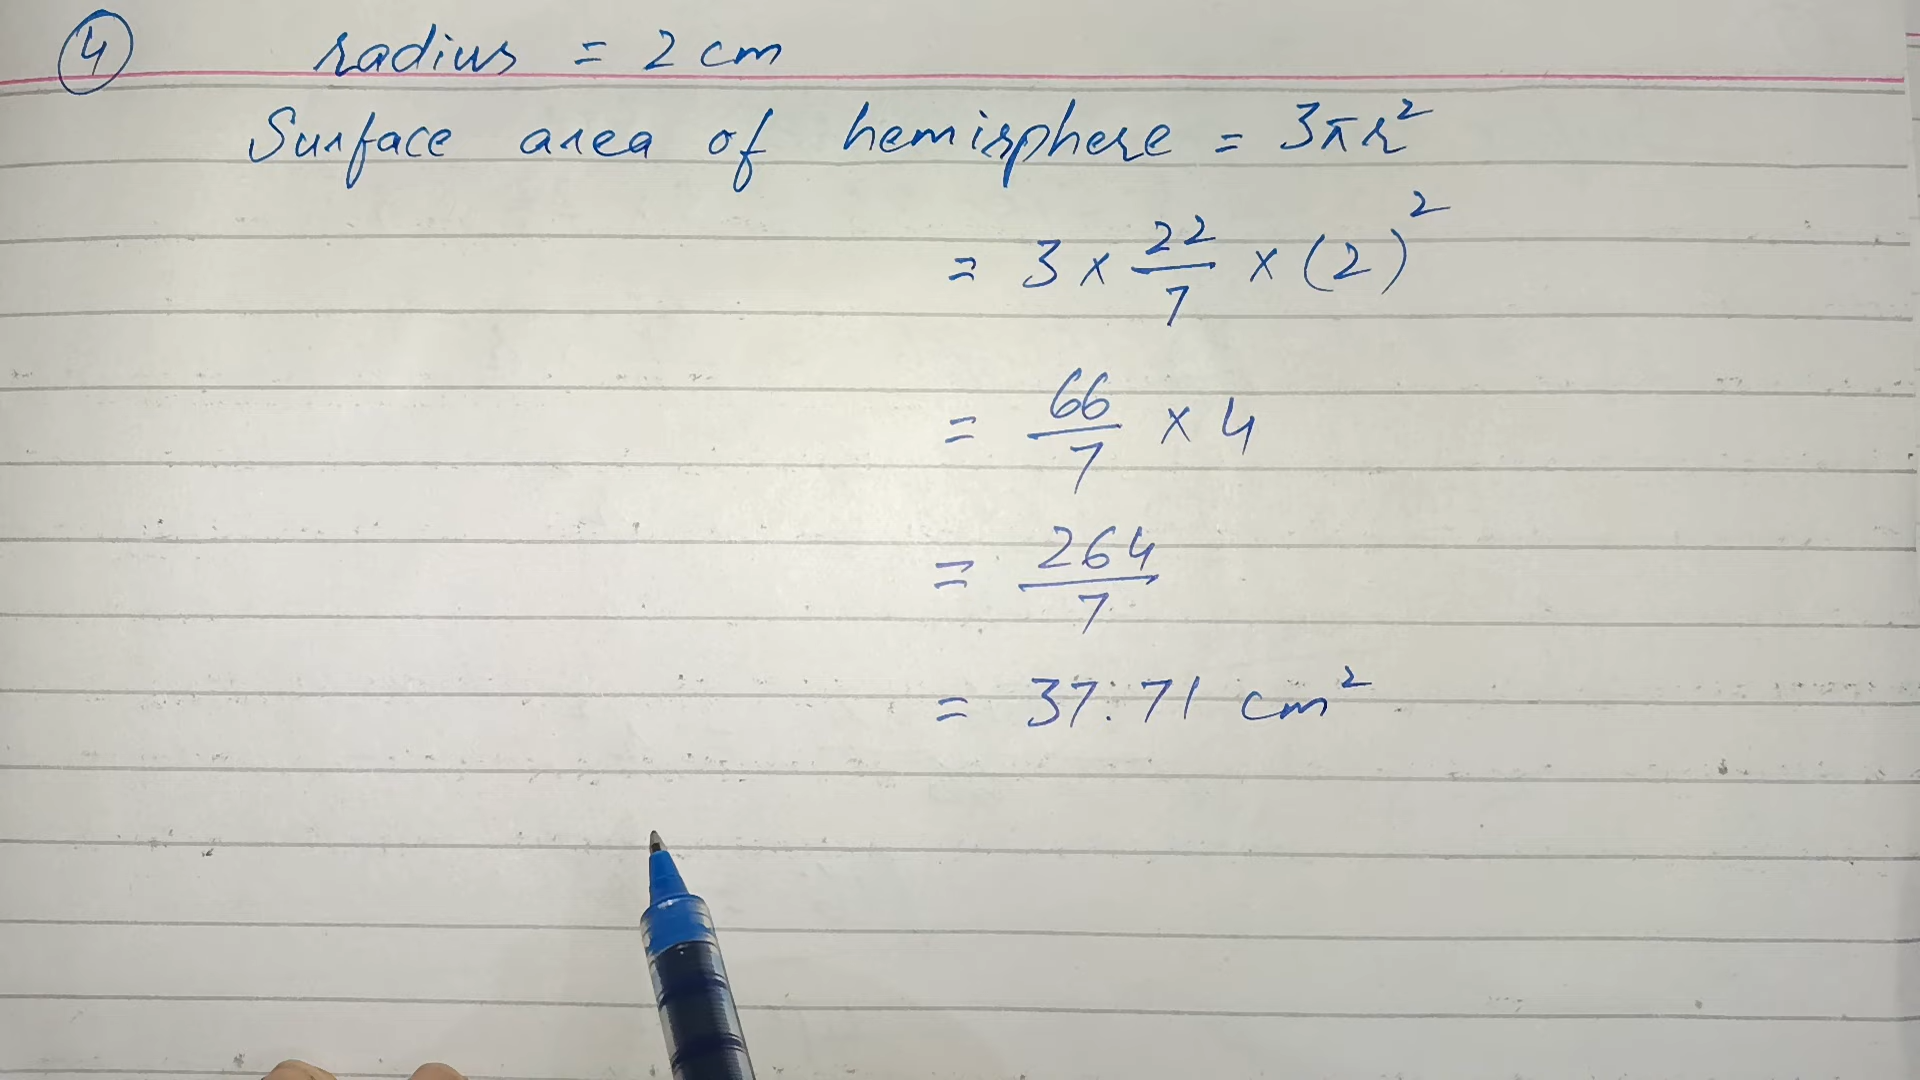 4 radius = 2 cm
Surface area of hemisphere = 3πr²
= 3 × 22/7 × (2)²
= 66/7 × 4
= 264/7
= 37.71 cm²